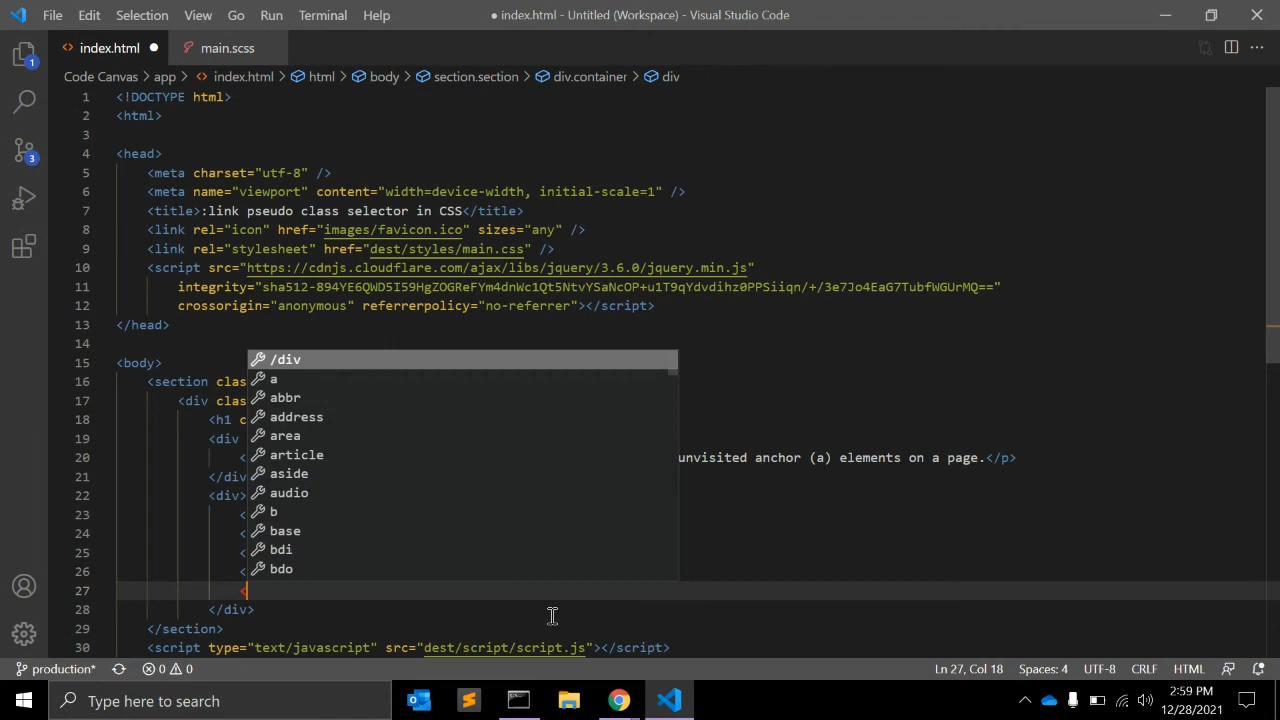 File Edit Selection View Go Run Terminal Help ● index.html - Untitled (Workspace) - Visual Studio Code
index.html ● main.scss
Code Canvas › app › index.html › html › body › section.section › div.container › div
1 <!DOCTYPE html>
2 <html>
3
4 <head>
5 <meta charset="utf-8" />
6 <meta name="viewport" content="width=device-width, initial-scale=1" />
7 <title>:link pseudo class selector in CSS</title>
8 <link rel="icon" href="images/favicon.ico" sizes="any" />
9 <link rel="stylesheet" href="dest/styles/main.css" />
10 <script src="https://cdnjs.cloudflare.com/ajax/libs/jquery/3.6.0/jquery.min.js"
11 integrity="sha512-894YE6QWD5I59HgZOGReFYm4dnWc1Qt5NtvYSaNcOP+u1T9qYdvdihz0PPSiiqn/+/3e7Jo4EaG7TubfWGUrMQ=="
12 crossorigin="anonymous" referrerpolicy="no-referrer"></script>
13 </head>
14
15 <body>
16 <section clas
17 <div clas
18 <h1 c
19 <div
20 < unvisited anchor (a) elements on a page.</p>
21 </div
22 <div>
23 <
24 <
25 <
26 <
27 <
28 </div>
29 </section>
30 <script type="text/javascript" src="dest/script/script.js"></script>
/div
a
abbr
address
area
article
aside
audio
b
base
bdi
bdo
1
3
production* 0 0 Ln 27, Col 18 Spaces: 4 UTF-8 CRLF HTML
Type here to search
2:59 PM
12/28/2021